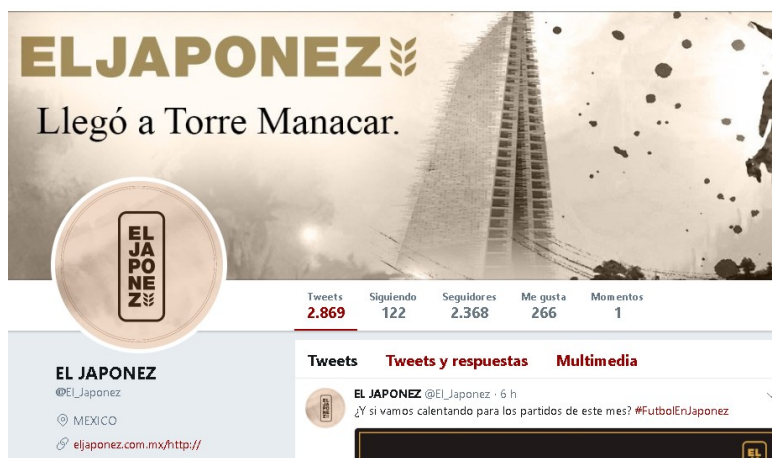 ELJAPONEZ
Llegó a Torre Manacar.
EL
JA
PO
NE
Z
Tweets Siguiendo Seguidores Me gusta Momentos
2.869 122 2.368 266 1
EL JAPONEZ
@El_Japonez
MEXICO
eljaponez.com.mx/http://
Tweets Tweets y respuestas Multimedia
EL JAPONEZ @El_Japonez · 6 h
¿Y si vamos calentando para los partidos de este mes? #FutbolEnJaponez
EL